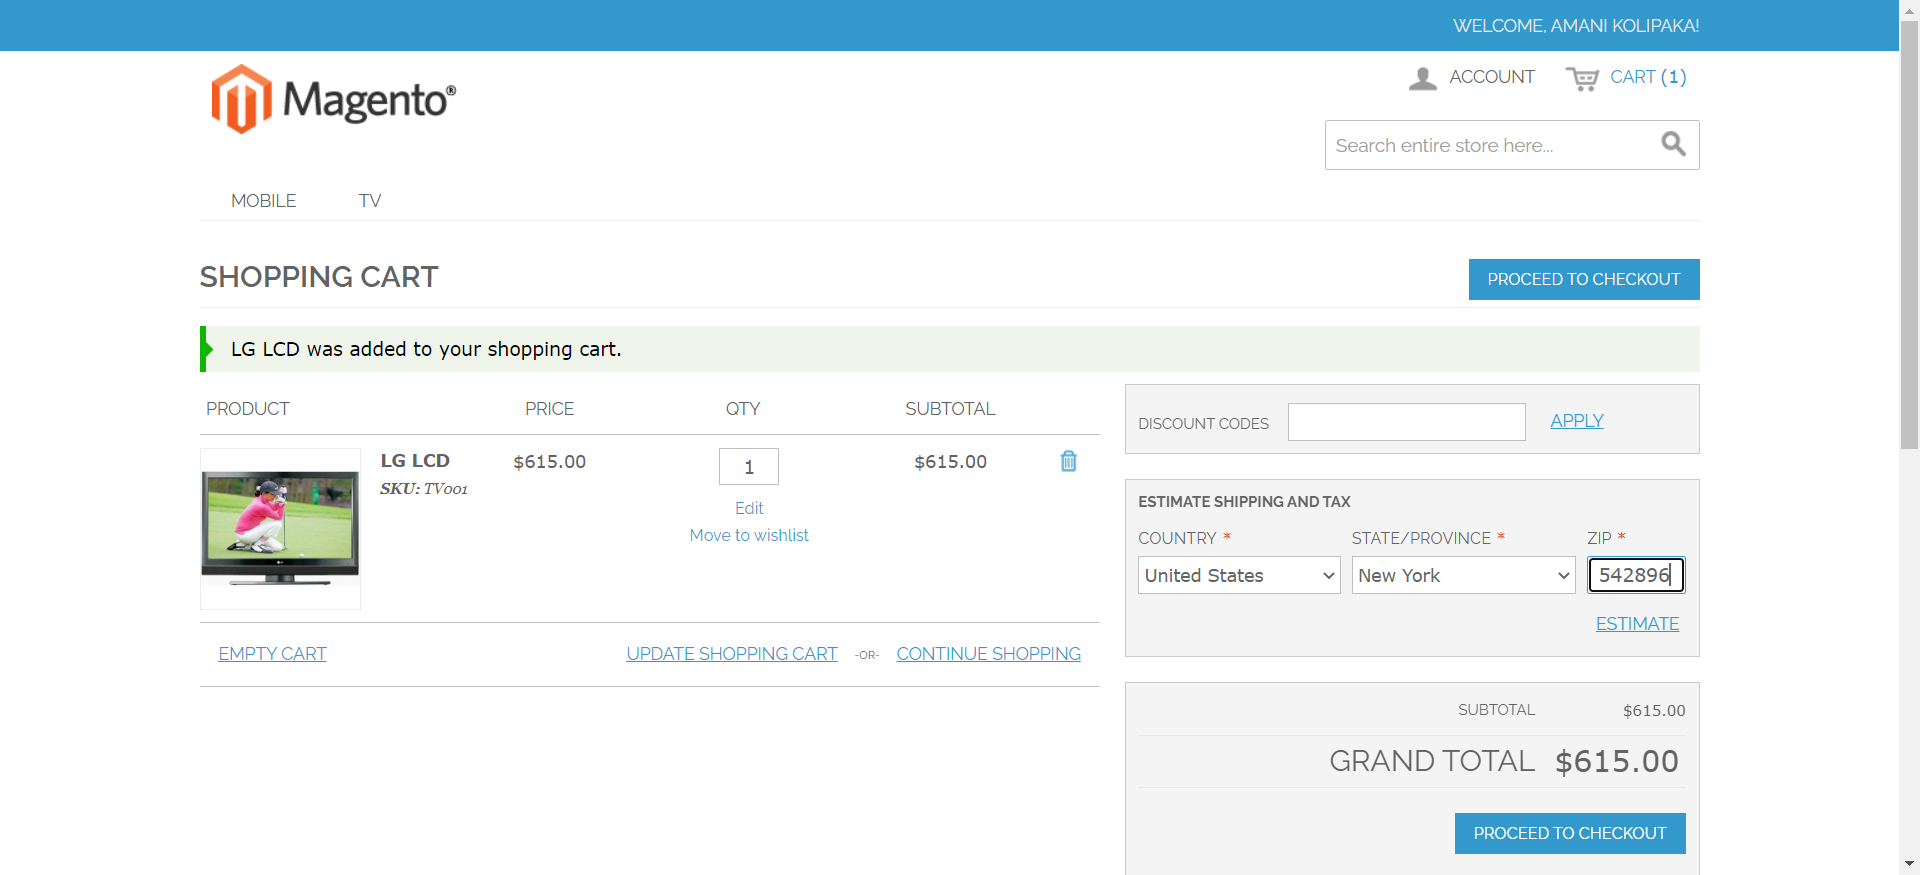 WELCOME, AMANI KOLIPAKA!
Magento®
ACCOUNT
CART (1)
Search entire store here...
MOBILE
TV
SHOPPING CART
PROCEED TO CHECKOUT
LG LCD was added to your shopping cart.
PRODUCT PRICE QTY SUBTOTAL
LG LCD $615.00 1 $615.00
SKU: TV001
Edit
Move to wishlist
EMPTY CART
UPDATE SHOPPING CART -OR- CONTINUE SHOPPING
DISCOUNT CODES
APPLY
ESTIMATE SHIPPING AND TAX
COUNTRY * STATE/PROVINCE * ZIP *
United States New York 542896
ESTIMATE
SUBTOTAL $615.00
GRAND TOTAL $615.00
PROCEED TO CHECKOUT